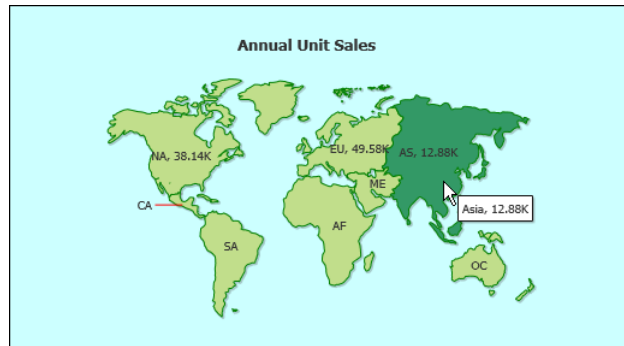 Annual Unit Sales
NA, 38.14K
EU, 49.58K
AS, 12.88K
ME
CA
Asia, 12.88K
AF
SA
OC